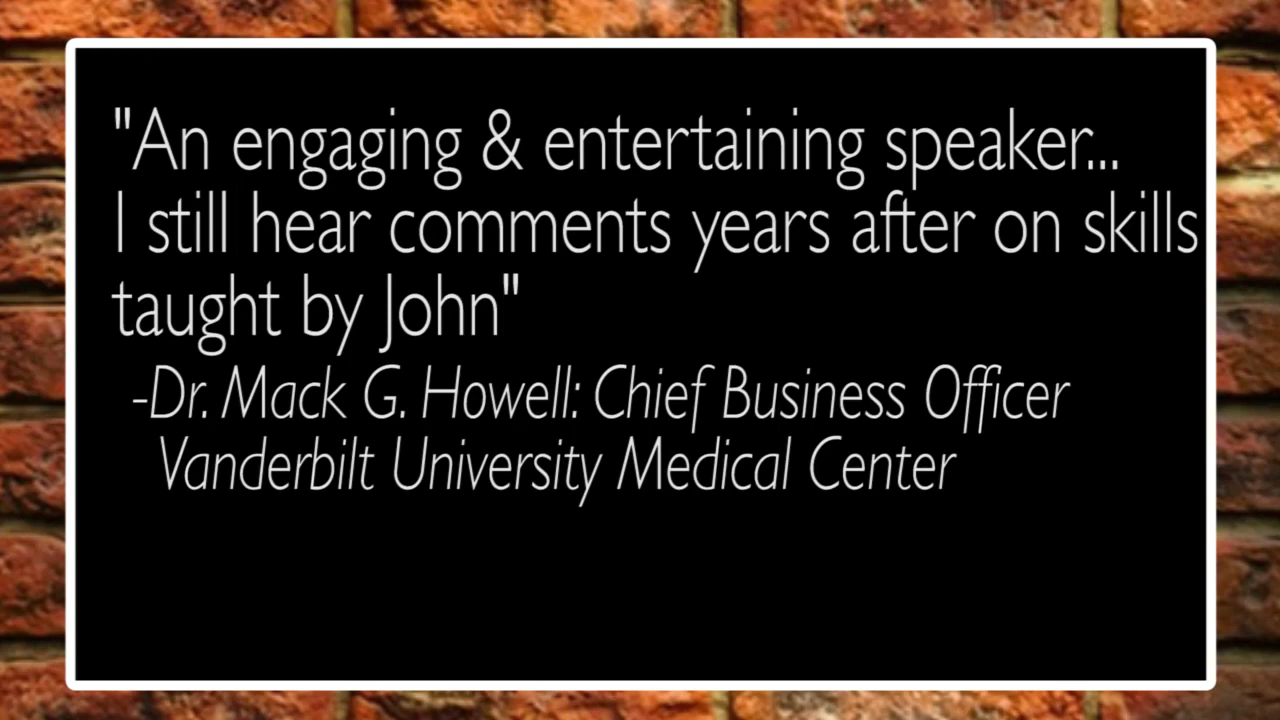 "An engaging & entertaining speaker...
I still hear comments years after on skills
taught by John"
-Dr. Mack G. Howell: Chief Business Officer
Vanderbilt University Medical Center